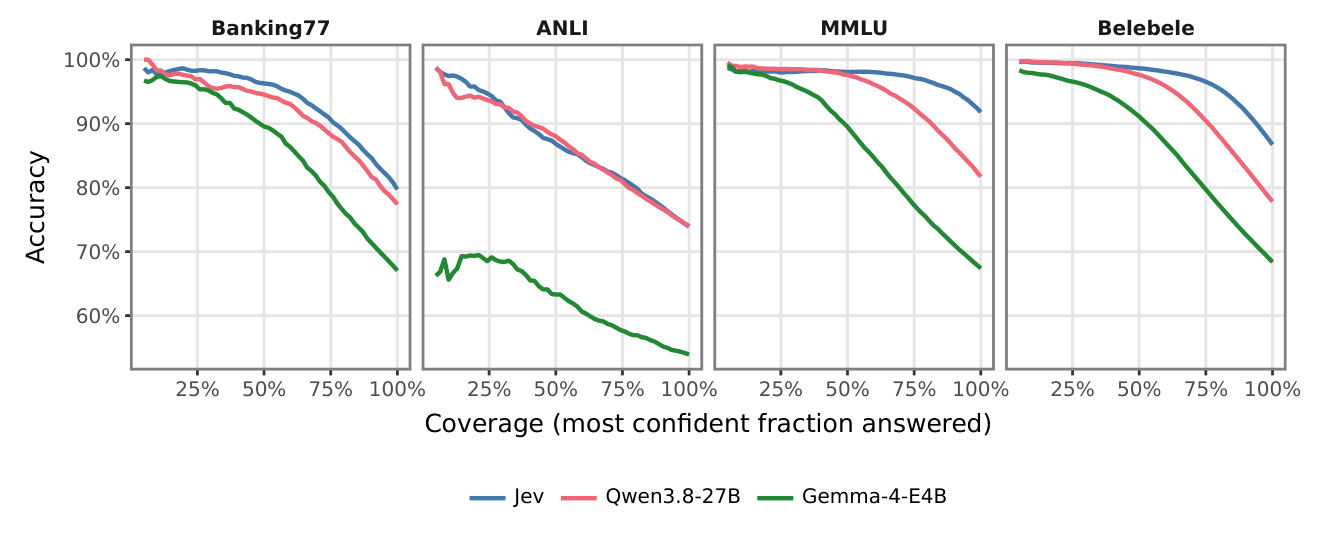 Banking77 ANLI MMLU Belebele
100%
90%
80%
70%
60%
Accuracy
25% 50% 75% 100% 25% 50% 75% 100% 25% 50% 75% 100% 25% 50% 75% 100%
Coverage (most confident fraction answered)
Jev Qwen3.8-27B Gemma-4-E4B